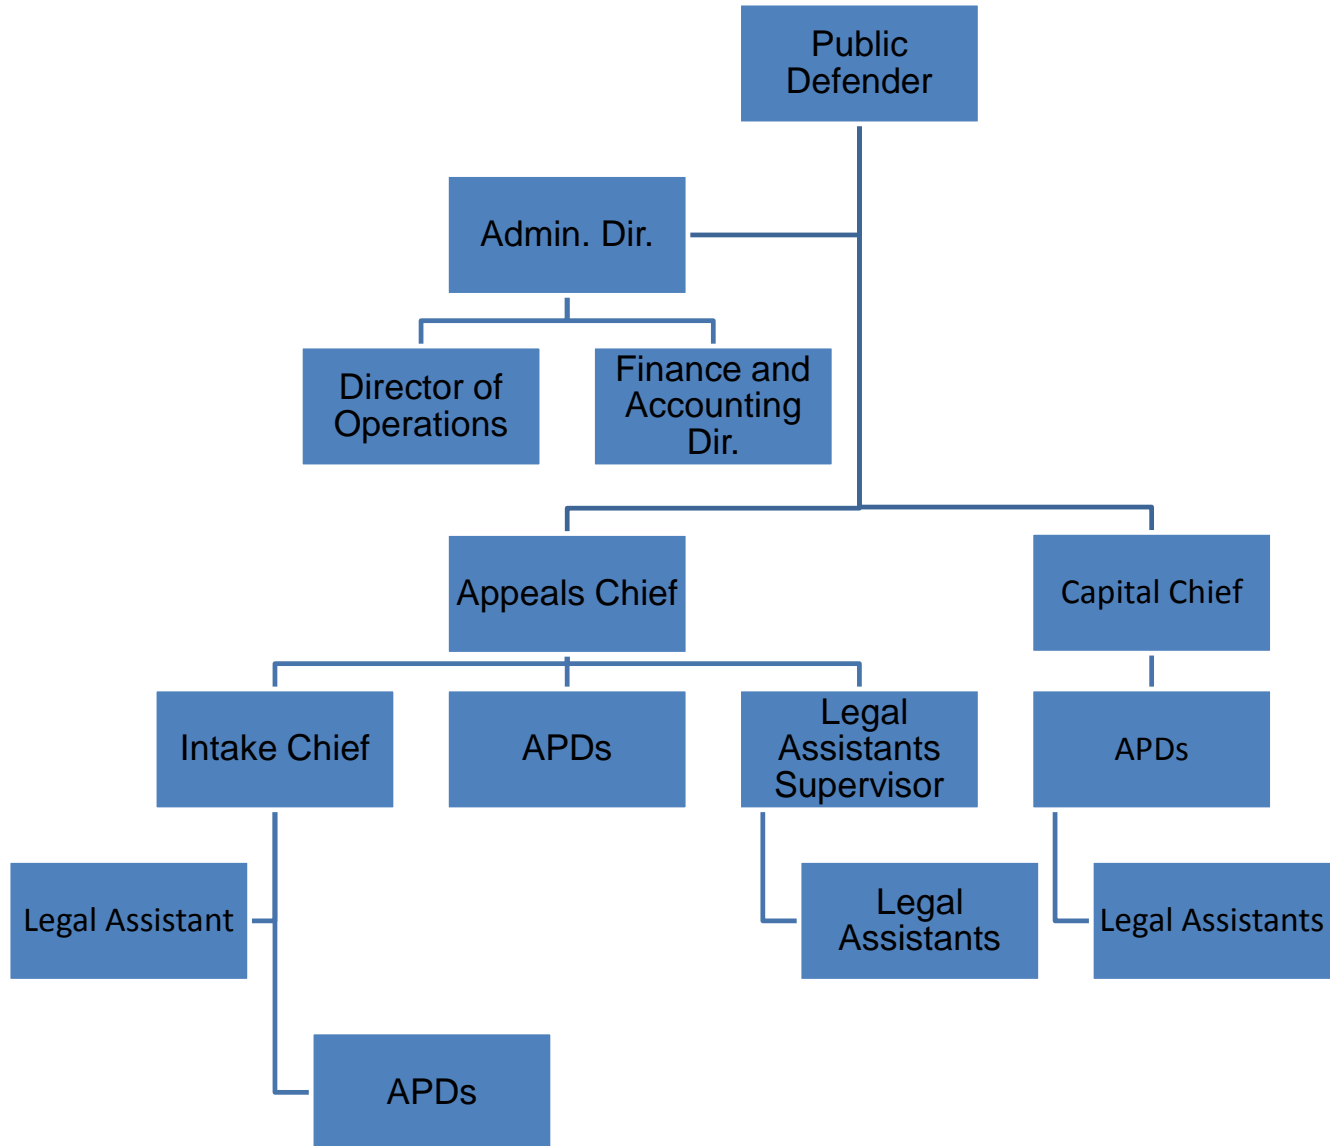 Public
Defender
Admin. Dir.
Director of
Operations
Finance and
Accounting
Dir.
Appeals Chief
Capital Chief
Intake Chief
APDs
Legal
Assistants
Supervisor
APDs
Legal Assistant
Legal
Assistants
Legal Assistants
APDs